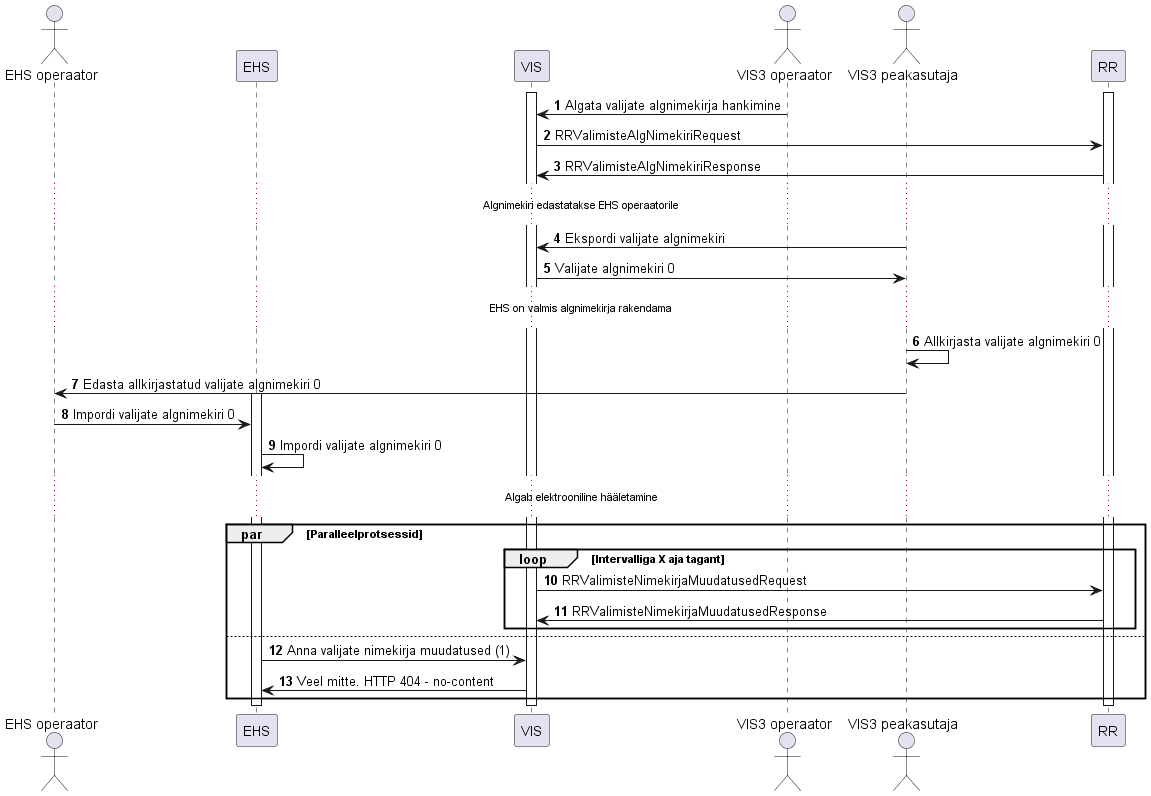 EHS operaator
EHS
VIS
VIS3 operaator
VIS3 peakasutaja
RR
1 Algata valijate algnimekirja hankimine
2 RRValimisteAlgNimekiriRequest
3 RRValimisteAlgNimekiriResponse
Algnimekiri edastatakse EHS operaatorile
4 Ekspordi valijate algnimekiri
5 Valijate algnimekiri 0
EHS on valmis algnimekirja rakendama
6 Allkirjasta valijate algnimekiri 0
7 Edasta allkirjastatud valijate algnimekiri 0
8 Impordi valijate algnimekiri 0
9 Impordi valijate algnimekiri 0
Algab elektrooniline hääletamine
par [Paralleelprotsessid]
loop [Intervalliga X aja tagant]
10 RRValimisteNimekirjaMuudatusedRequest
11 RRValimisteNimekirjaMuudatusedResponse
12 Anna valijate nimekirja muudatused (1)
13 Veel mitte. HTTP 404 - no-content
EHS operaator
EHS
VIS
VIS3 operaator
VIS3 peakasutaja
RR